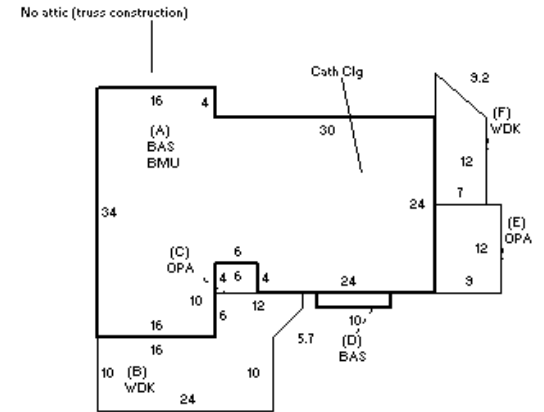 No attic (truss construction)
Cath Clg
9.2
16
4
30
(F)
WDK
(A)
BAS
BMU
12
7
34
24
(E)
OPA
12
9
6
(C)
OPA
4
6
4
24
10
12
6
10
16
16
5.7
(D)
BAS
10
(B)
WDK
10
24